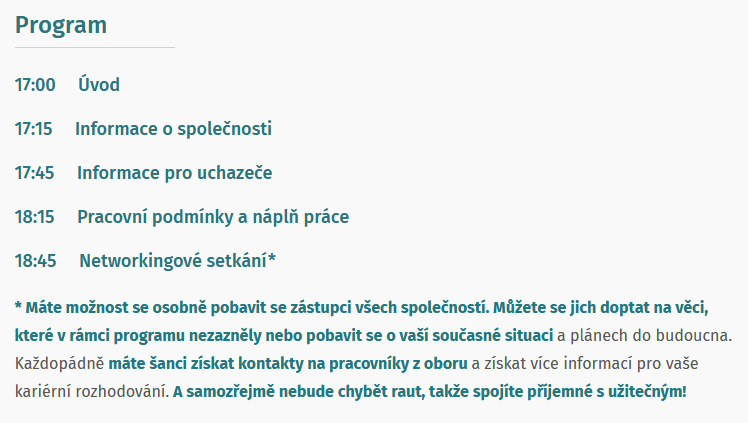 Program
17:00 Úvod
17:15 Informace o společnosti
17:45 Informace pro uchazeče
18:15 Pracovní podmínky a náplň práce
18:45 Networkingové setkání*
* Máte možnost se osobně pobavit se zástupci všech společností. Můžete se jich doptat na věci,
které v rámci programu nezazněly nebo pobavit se o vaší současné situaci a plánech do budoucna.
Každopádně máte šanci získat kontakty na pracovníky z oboru a získat více informací pro vaše
kariérní rozhodování. A samozřejmě nebude chybět raut, takže spojíte příjemné s užitečným!